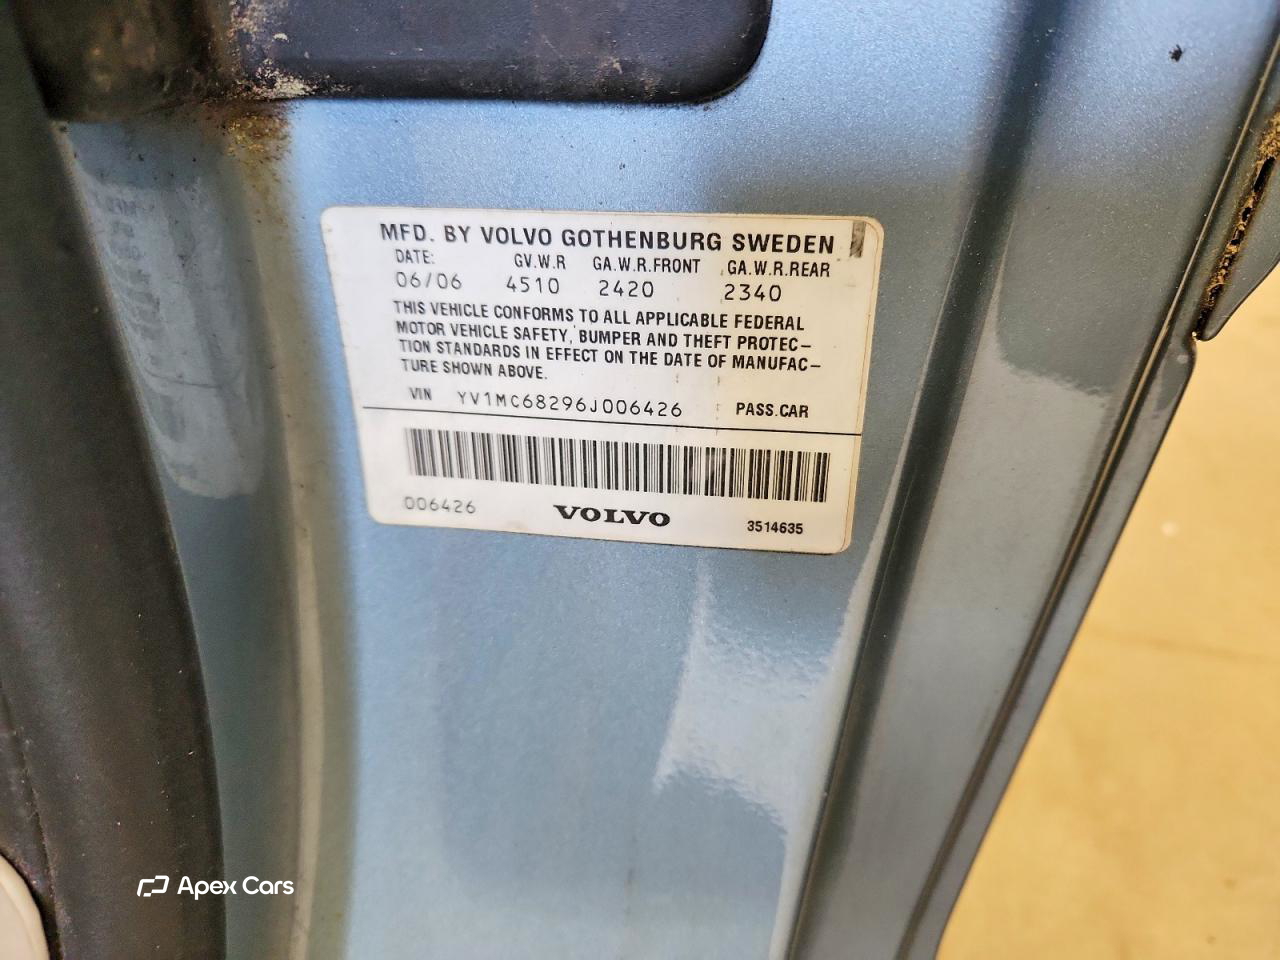 MFD. BY VOLVO GOTHENBURG SWEDEN
DATE: GV.W.R GA.W.R.FRONT GA.W.R.REAR
06/06 4510 2420 2340
THIS VEHICLE CONFORMS TO ALL APPLICABLE FEDERAL
MOTOR VEHICLE SAFETY, BUMPER AND THEFT PROTEC-
TION STANDARDS IN EFFECT ON THE DATE OF MANUFAC-
TURE SHOWN ABOVE.
VIN YV1MC68296J006426 PASS.CAR
006426 VOLVO 3514635
Apex Cars